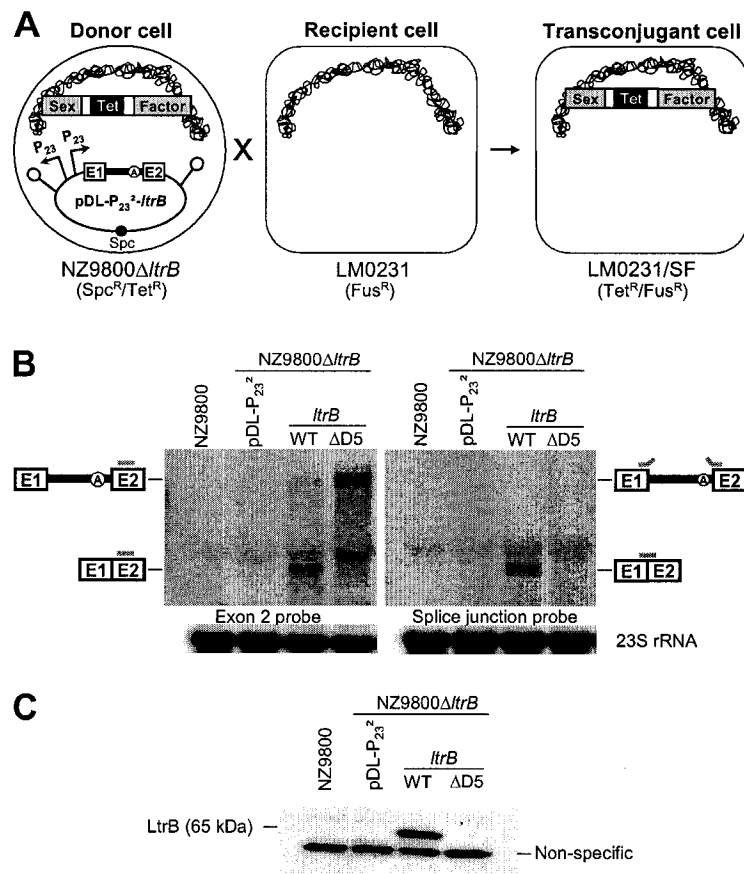 A
Donor cell
Recipient cell
Transconjugant cell
Sex Tet Factor
Sex Tet Factor
P23 P23
E1 A E2
pDL-P23²-ltrB
Spc
X
NZ9800ΔltrB
(SpcR/TetR)
LM0231
(FusR)
LM0231/SF
(TetR/FusR)
B
NZ9800ΔltrB
NZ9800ΔltrB
NZ9800
pDL-P23²
ltrB
WT ΔD5
NZ9800
pDL-P23²
ltrB
WT ΔD5
E1 A E2
E1 A E2
E1 E2
E1 E2
Exon 2 probe
Splice junction probe
23S rRNA
C
NZ9800ΔltrB
NZ9800
pDL-P23²
ltrB
WT ΔD5
LtrB (65 kDa)
Non-specific